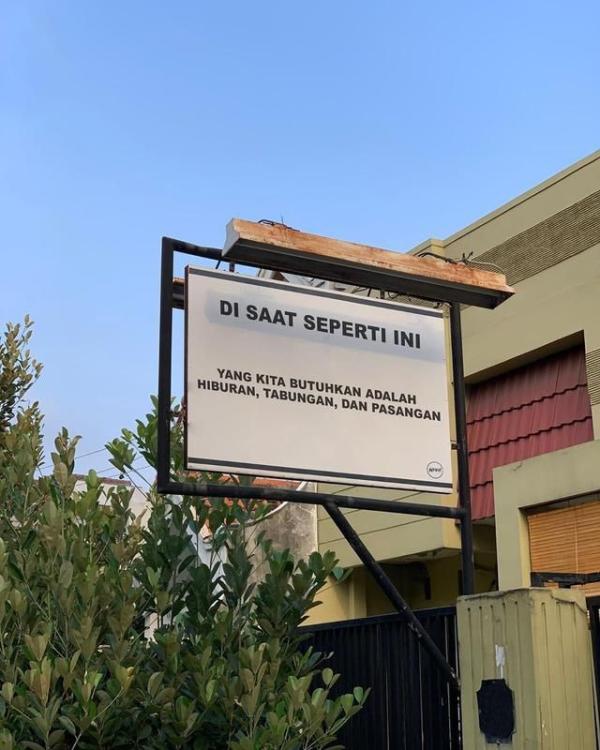 DI SAAT SEPERTI INI
YANG KITA BUTUHKAN ADALAH
HIBURAN, TABUNGAN, DAN PASANGAN